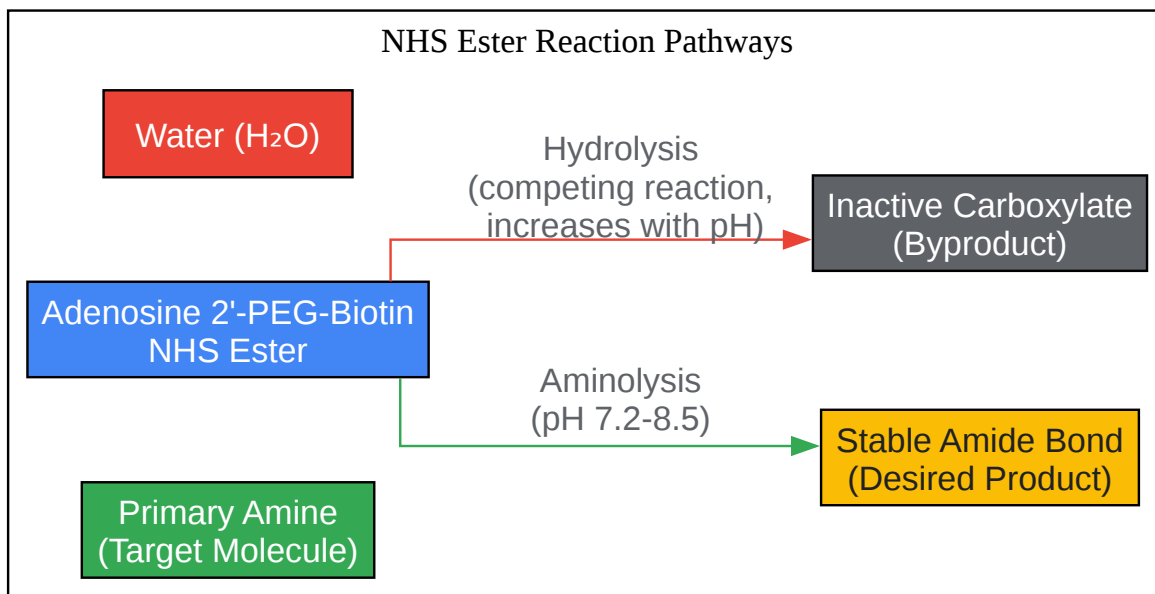 NHS Ester Reaction Pathways
Water (H₂O)
Hydrolysis
(competing reaction,
increases with pH)
Inactive Carboxylate
(Byproduct)
Adenosine 2'-PEG-Biotin
NHS Ester
Aminolysis
(pH 7.2-8.5)
Stable Amide Bond
(Desired Product)
Primary Amine
(Target Molecule)